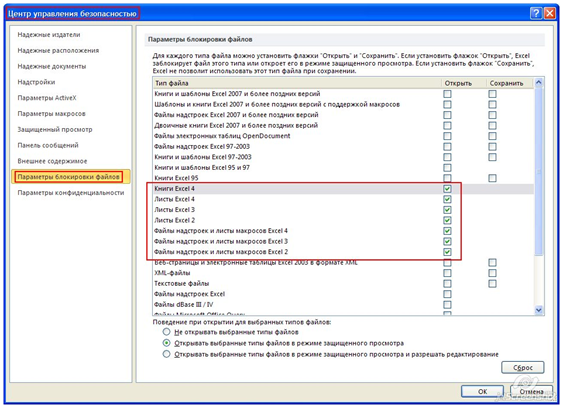 Центр управления безопасностью
Надежные издатели
Надежные расположения
Надежные документы
Надстройки
Параметры ActiveX
Параметры макросов
Защищенный просмотр
Панель сообщений
Внешнее содержимое
Параметры блокировки файлов
Параметры конфиденциальности
Параметры блокировки файлов
Для каждого типа файла можно установить флажки "Открыть" и "Сохранить". Если установить флажок "Открыть", Excel
заблокирует файл этого типа или откроет его в режиме защищенного просмотра. Если установить флажок "Сохранить",
Excel не позволит использовать этот тип файла при сохранении.
Тип файла Открыть Сохранить
Книги и шаблоны Excel 2007 и более поздних версий
Шаблоны и книги Excel 2007 и более поздних версий с поддержкой макросов
Файлы надстроек Excel 2007 и более поздних версий
Двоичные книги Excel 2007 и более поздних версий
Файлы электронных таблиц OpenDocument
Файлы надстроек Excel 97-2003
Книги и шаблоны Excel 97-2003
Книги и шаблоны Excel 95 и 97
Книги Excel 95
Книги Excel 4
Листы Excel 4
Листы Excel 3
Листы Excel 2
Файлы надстроек и листы макросов Excel 4
Файлы надстроек и листы макросов Excel 3
Файлы надстроек и листы макросов Excel 2
Веб-страницы и электронные таблицы Excel 2003 в формате XML
XML-файлы
Текстовые файлы
Файлы надстроек Excel
Файлы dBase III / IV
Файлы Microsoft Office Query
Поведение при открытии для выбранных типов файлов:
Не открывать выбранные типы файлов
Открывать выбранные типы файлов в режиме защищенного просмотра
Открывать выбранные типы файлов в режиме защищенного просмотра и разрешать редактирование
Сброс
ОК Отмена